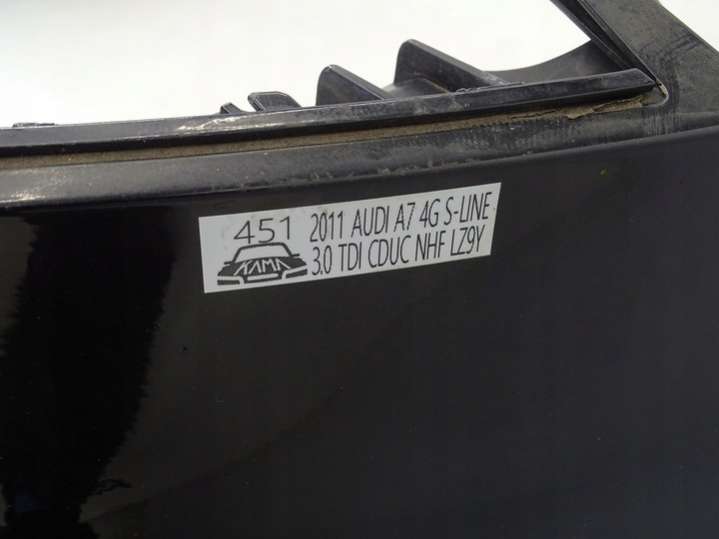 451
KAMA
2011 AUDI A7 4G S-LINE
3.0 TDI CDUC NHF LZ9Y